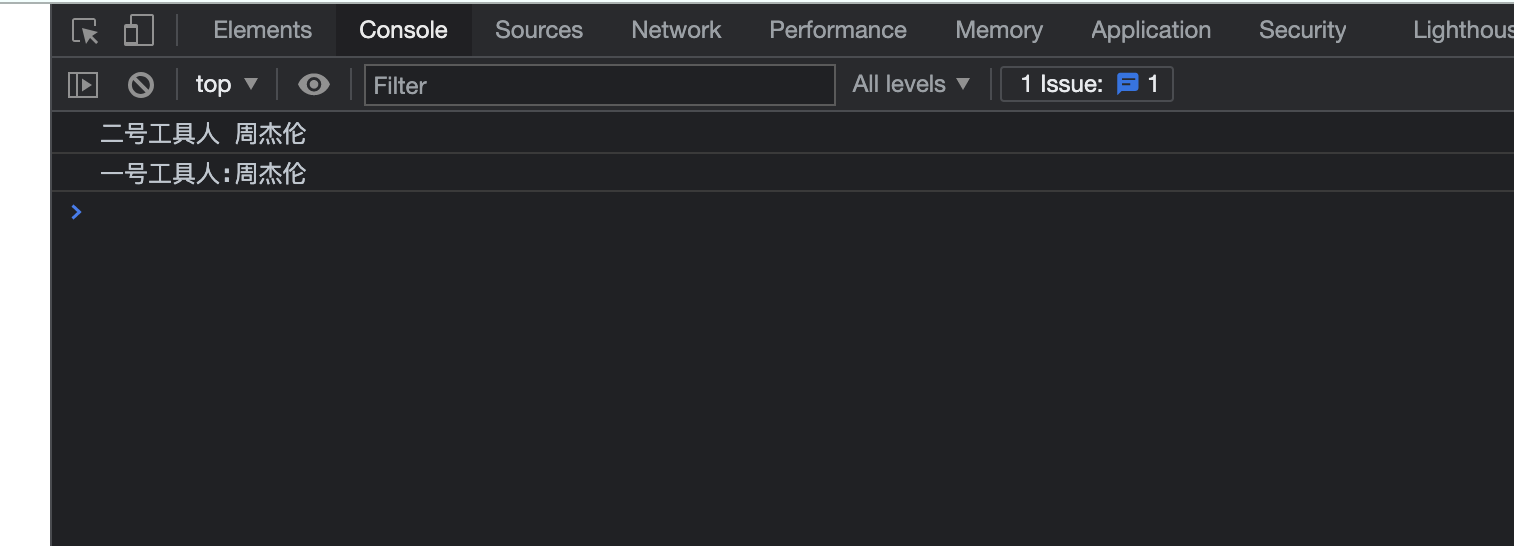 Elements Console Sources Network Performance Memory Application Security Lighthous
top Filter All levels 1 Issue: 1
二号工具人 周杰伦
一号工具人:周杰伦